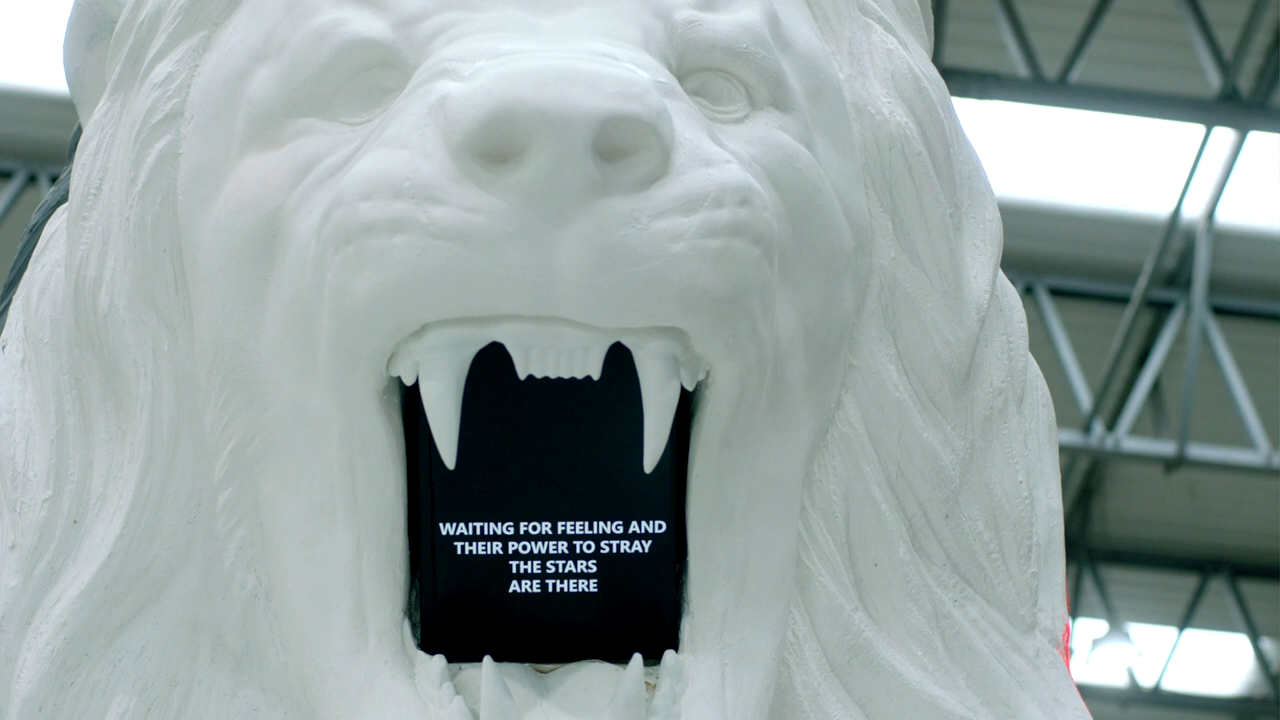 WAITING FOR FEELING AND
THEIR POWER TO STRAY
THE STARS
ARE THERE